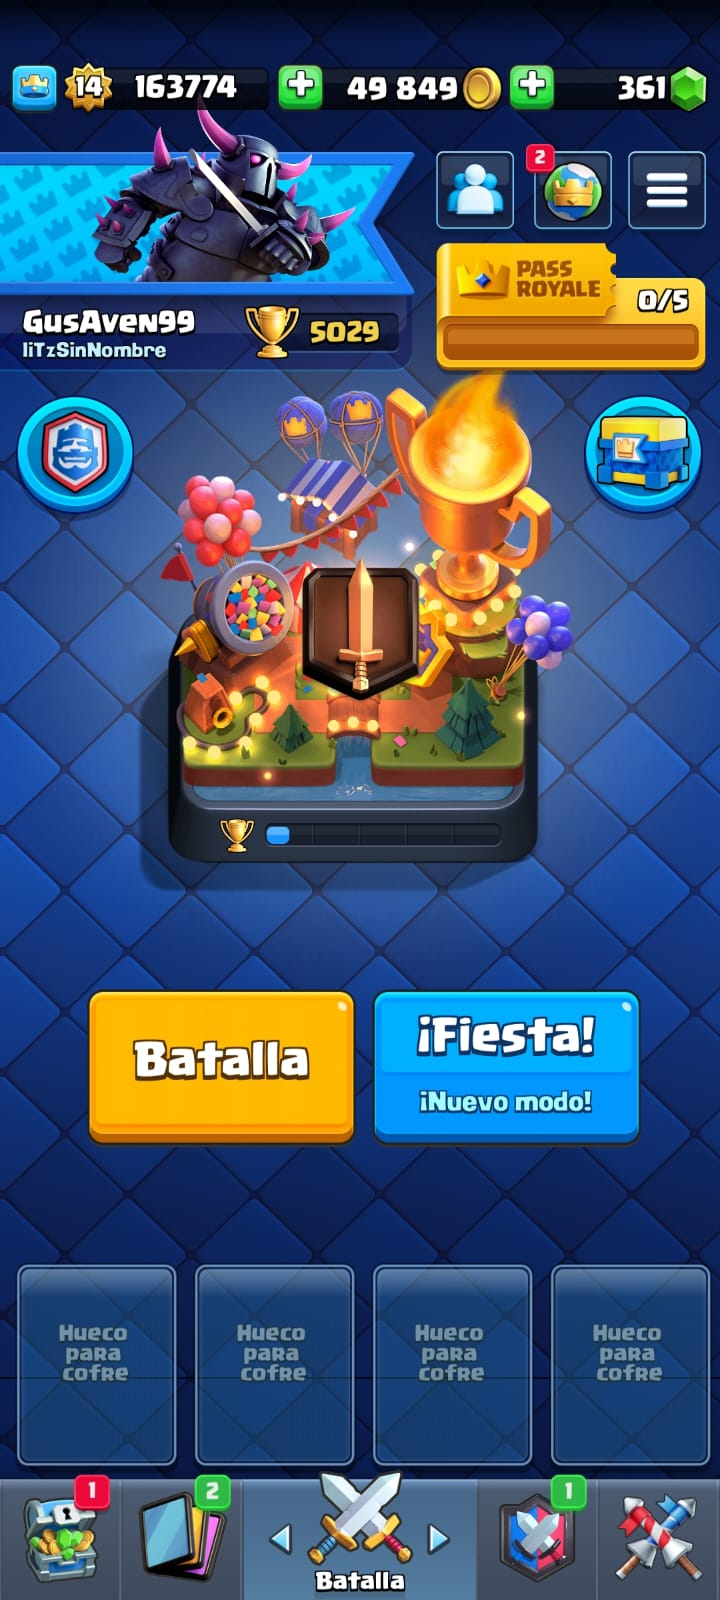 14 163774 49 849 361
2
PASS
ROYALE
0/5
GusAven99
5029
liTzSinNombre
Batalla
¡Fiesta!
¡Nuevo modo!
Hueco
para
cofre
Hueco
para
cofre
Hueco
para
cofre
Hueco
para
cofre
1
2
1
Batalla